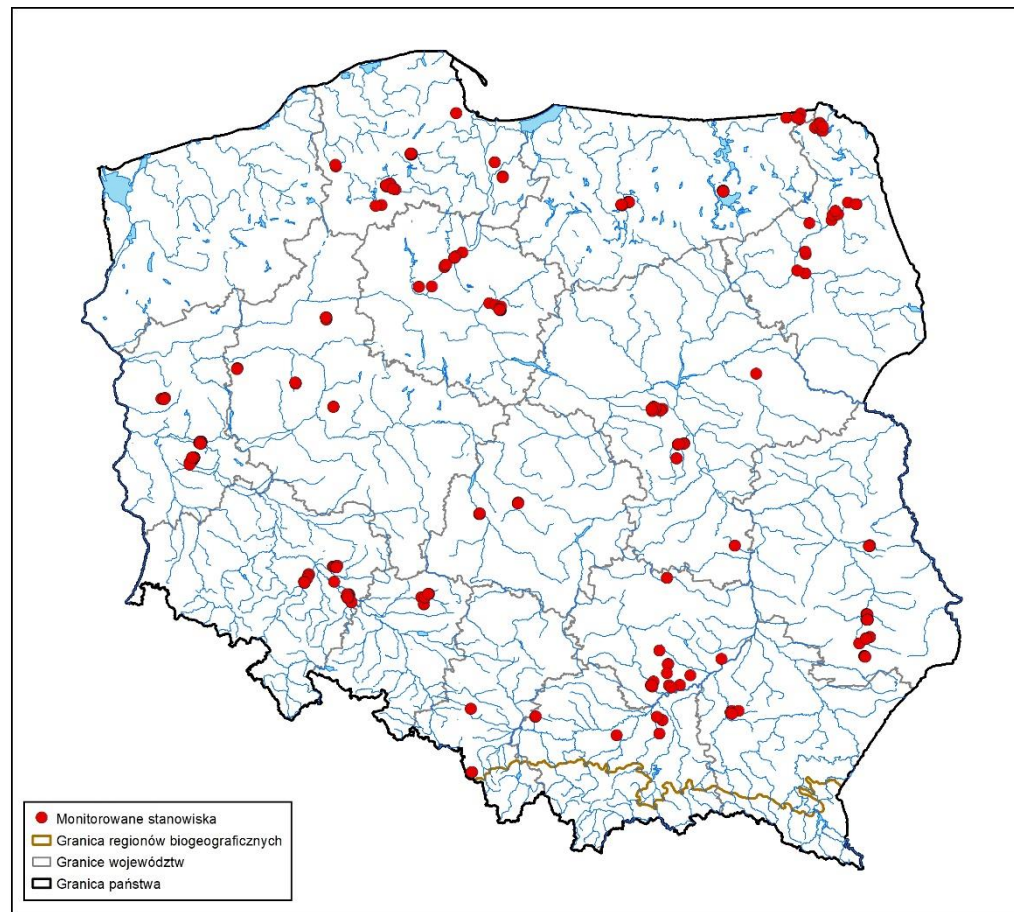 Monitorowane stanowiska
Granica regionów biogeograficznych
Granice województw
Granica państwa